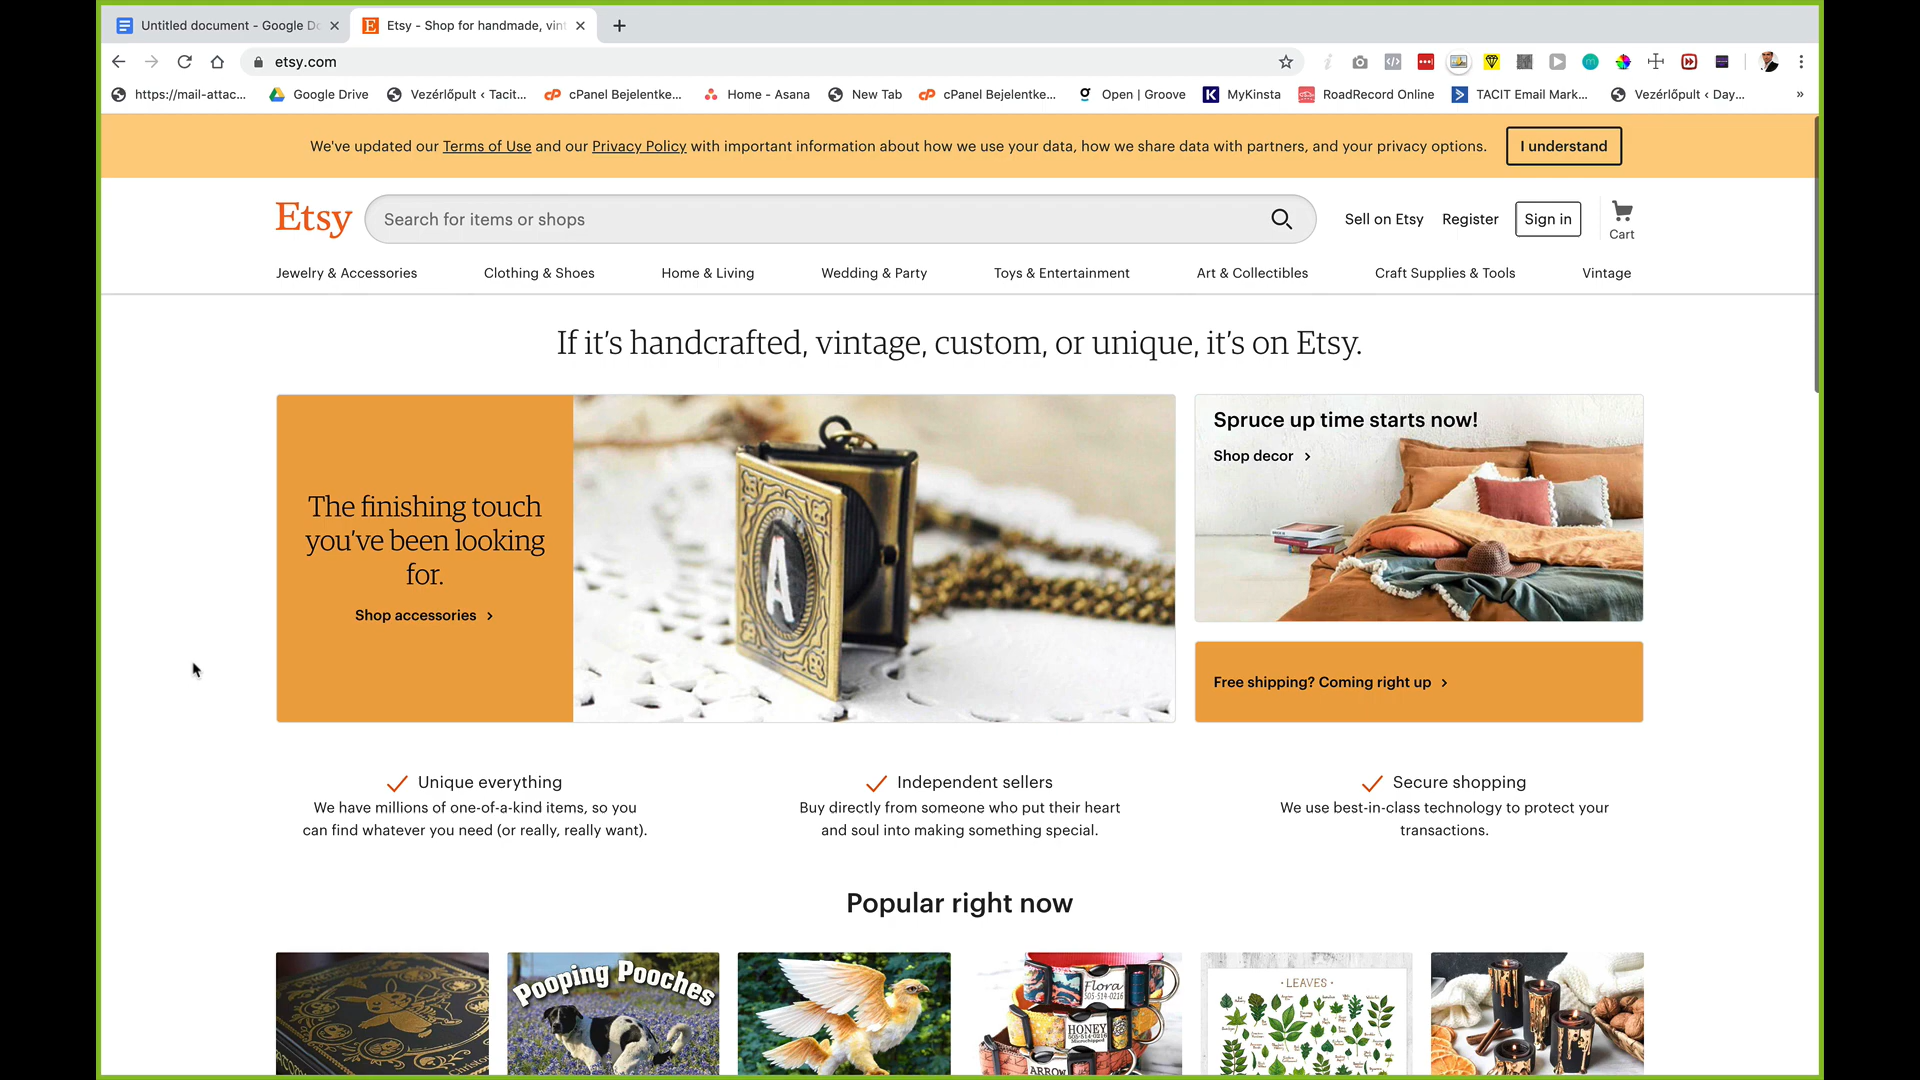 Untitled document - Google Do
Etsy - Shop for handmade, vint
etsy.com
https://mail-attac...
Google Drive
Vezérlőpult ‹ Tacit...
cPanel Bejelentke...
Home - Asana
New Tab
cPanel Bejelentke...
Open | Groove
MyKinsta
RoadRecord Online
TACIT Email Mark...
Vezérlőpult ‹ Day...
»
We've updated our Terms of Use and our Privacy Policy with important information about how we use your data, how we share data with partners, and your privacy options.
I understand
Etsy
Search for items or shops
Sell on Etsy
Register
Sign in
Cart
Jewelry & Accessories
Clothing & Shoes
Home & Living
Wedding & Party
Toys & Entertainment
Art & Collectibles
Craft Supplies & Tools
Vintage
If it's handcrafted, vintage, custom, or unique, it's on Etsy.
The finishing touch
you've been looking
for.
Shop accessories
A
Spruce up time starts now!
Shop decor
Free shipping? Coming right up
Unique everything
We have millions of one-of-a-kind items, so you
can find whatever you need (or really, really want).
Independent sellers
Buy directly from someone who put their heart
and soul into making something special.
Secure shopping
We use best-in-class technology to protect your
transactions.
Popular right now
Pooping Pooches
Flora
505-514-0216
HONEY
505-514-0216
Microchipped
ARROW
LEAVES